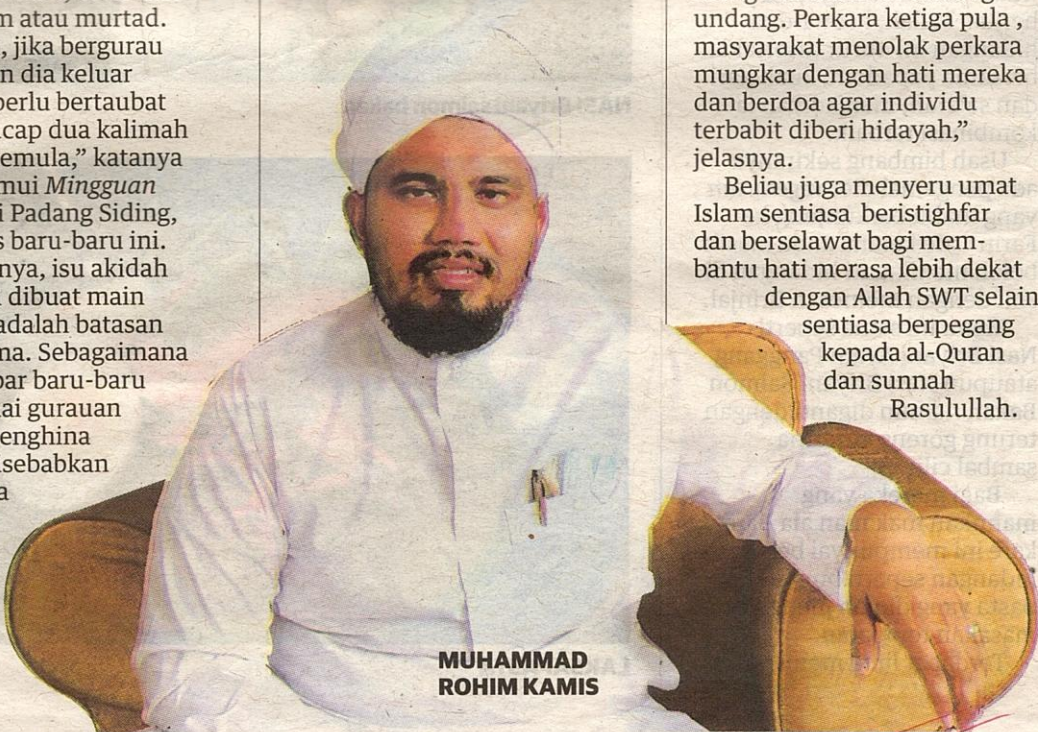 m atau murtad.
, jika bergurau
n dia keluar
perlu bertaubat
cap dua kalimah
emula,” katanya
mui Mingguan
i Padang Siding,
s baru-baru ini.
nya, isu akidah
dibuat main
adalah batasan
ma. Sebagaimana
bar baru-baru
ai gurauan
enghina
sebabkan
a
MUHAMMAD
ROHIM KAMIS
undang. Perkara ketiga pula ,
masyarakat menolak perkara
mungkar dengan hati mereka
dan berdoa agar individu
terbabit diberi hidayah,”
jelasnya.
Beliau juga menyeru umat
Islam sentiasa beristighfar
dan berselawat bagi mem-
bantu hati merasa lebih dekat
dengan Allah SWT selain
sentiasa berpegang
kepada al-Quran
dan sunnah
Rasulullah.